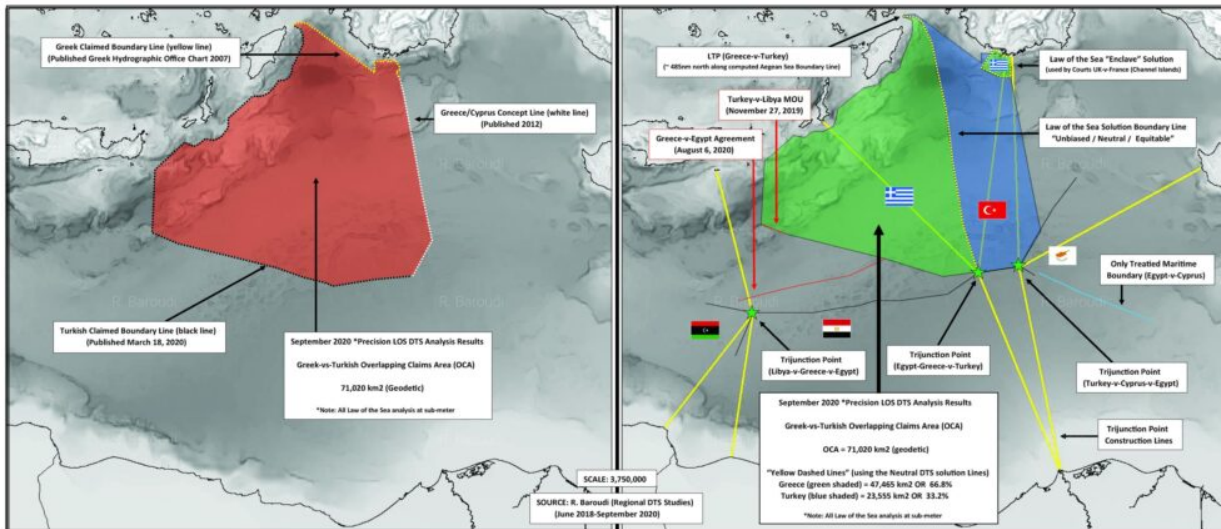 Greek Claimed Boundary Line (yellow line)
(Published Greek Hydrographic Office Chart 2007)
Greece/Cyprus Concept Line (white line)
(Published 2012)
R. Baroudi
R. Baroudi
Turkish Claimed Boundary Line (black line)
(Published March 18, 2020)
September 2020 *Precision LOS DTS Analysis Results
Greek-vs-Turkish Overlapping Claims Area (OCA)
71,020 km2 (Geodetic)
*Note: All Law of the Sea analysis at sub-meter
SCALE: 3,750,000
SOURCE: R. Baroudi (Regional DTS Studies)
(June 2018-September 2020)
LTP (Greece-v-Turkey)
(~ 485nm north along computed Aegean Sea Boundary Line)
Law of the Sea "Enclave" Solution
(used by Courts UK-v-France (Channel Islands)
Turkey-v-Libya MOU
(November 27, 2019)
Greece-v-Egypt Agreement
(August 6, 2020)
Law of the Sea Solution Boundary Line
"Unbiased / Neutral / Equitable"
R. Baroudi
R. Baroudi
Only Treated Maritime
Boundary (Egypt-v-Cyprus)
Trijunction Point
(Libya-v-Greece-v-Egypt)
Trijunction Point
(Egypt-Greece-v-Turkey)
Trijunction Point
(Turkey-v-Cyprus-v-Egypt)
September 2020 *Precision LOS DTS Analysis Results
Greek-vs-Turkish Overlapping Claims Area (OCA)
OCA = 71,020 km2 (geodetic)
"Yellow Dashed Lines" (using the Neutral DTS solution Lines)
Greece (green shaded) = 47,465 km2 OR 66.8%
Turkey (blue shaded) = 23,555 km2 OR 33.2%
*Note: All Law of the Sea analysis at sub-meter
Trijunction Point
Construction Lines